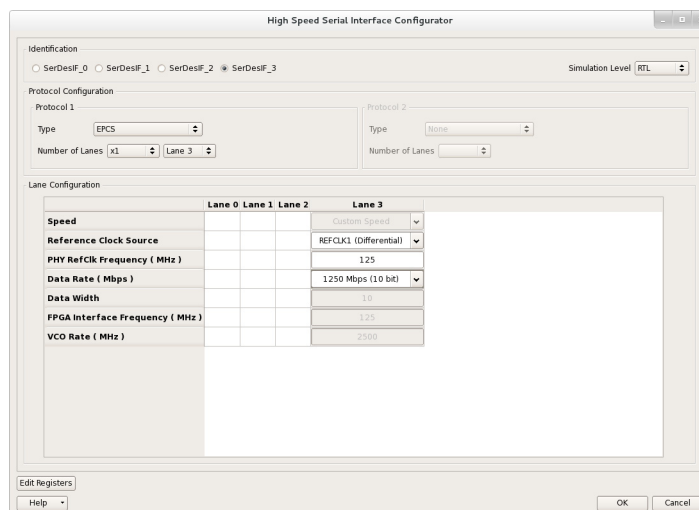 High Speed Serial Interface Configurator
Identification
SerDesIF_0 SerDesIF_1 SerDesIF_2 SerDesIF_3
Simulation Level RTL
Protocol Configuration
Protocol 1
Type EPCS
Number of Lanes x1 Lane 3
Protocol 2
Type None
Number of Lanes
Lane Configuration
Lane 0 Lane 1 Lane 2 Lane 3
Speed Custom Speed
Reference Clock Source REFCLK1 (Differential)
PHY RefClk Frequency ( MHz ) 125
Data Rate ( Mbps ) 1250 Mbps (10 bit)
Data Width 10
FPGA Interface Frequency ( MHz ) 125
VCO Rate ( MHz ) 2500
Edit Registers
Help OK Cancel